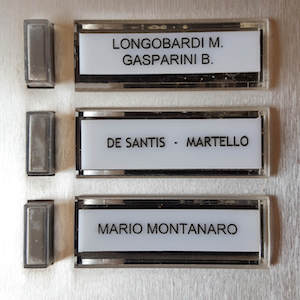 LONGOBARDI M.
GASPARINI B.
DE SANTIS - MARTELLO
MARIO MONTANARO